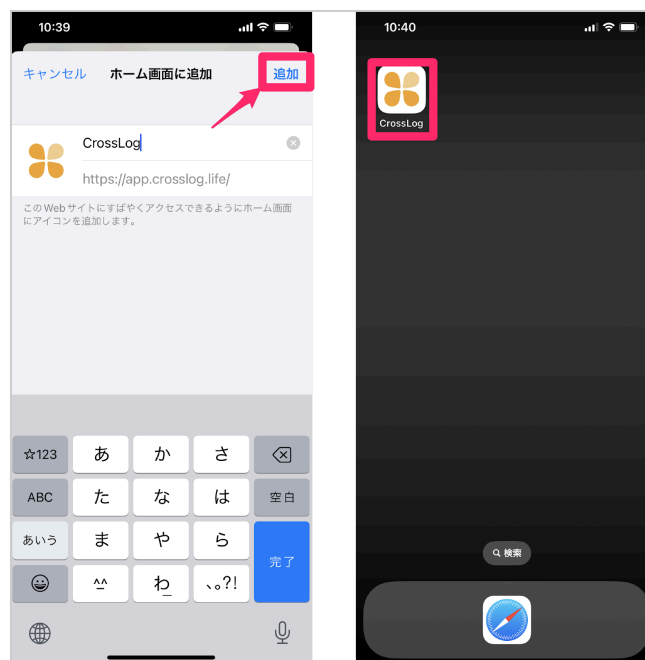 10:39
キャンセル ホーム画面に追加 追加
CrossLog
https://app.crosslog.life/
このWebサイトにすばやくアクセスできるようにホーム画面
にアイコンを追加します。
☆123 あ か さ
ABC た な は 空白
あいう ま や ら
完了
^^ わ 、。?!
10:40
CrossLog
検索